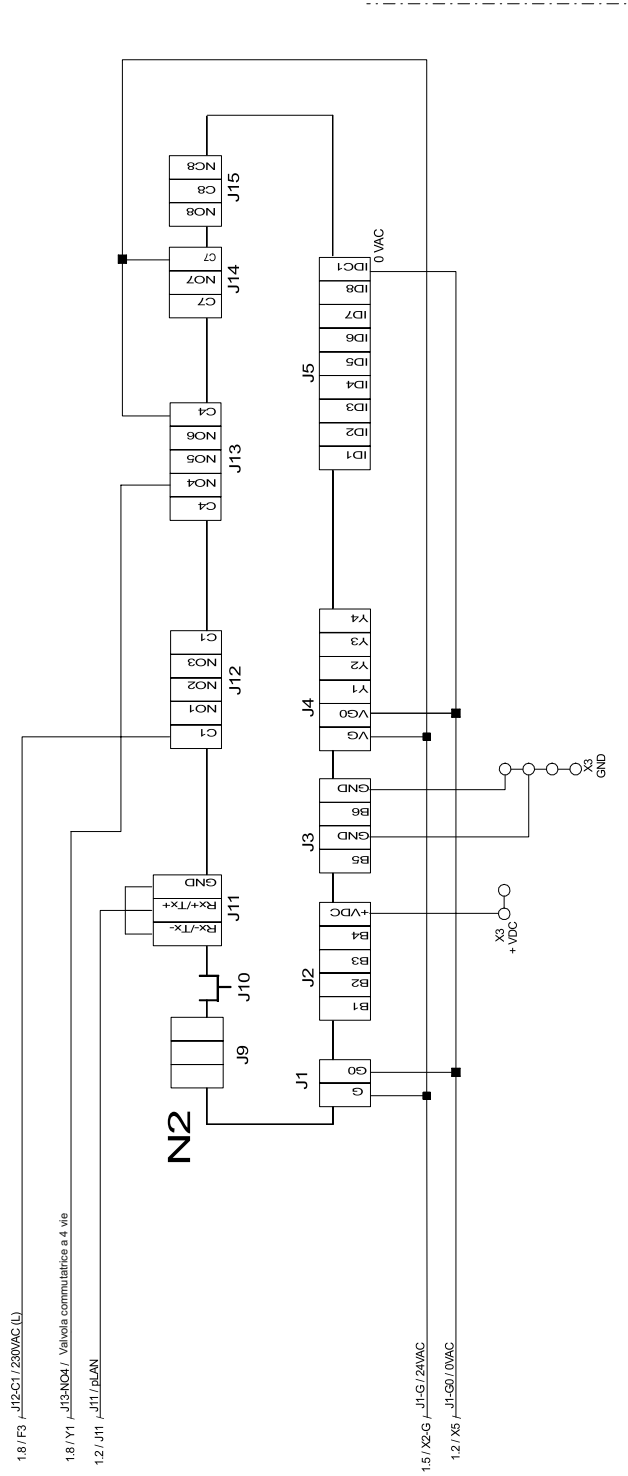 N2
J15
NC8
C8
NO8
J14
C7
NO7
C7
J13
C4
NO6
NO5
NO4
C4
J12
C1
NO3
NO2
NO1
C1
J11
GND
Rx+/Tx+
Rx-/Tx-
J10
J9
0 VAC
J5
IDC1
ID8
ID7
ID6
ID5
ID4
ID3
ID2
ID1
J4
Y4
Y3
Y2
Y1
VG0
VG
J3
GND
B6
GND
B5
J2
+VDC
B4
B3
B2
B1
J1
G0
G
X3
GND
X3
+ VDC
1.8 / F3 / J12-C1 / 230VAC (L)
1.8 / Y1 / J13-NO4 / Valvola commutatrice a 4 vie
1.2 / J11 / J11 / pLAN
1.5 / X2-G / J1-G / 24VAC
1.2 / X5 / J1-G0 / 0VAC